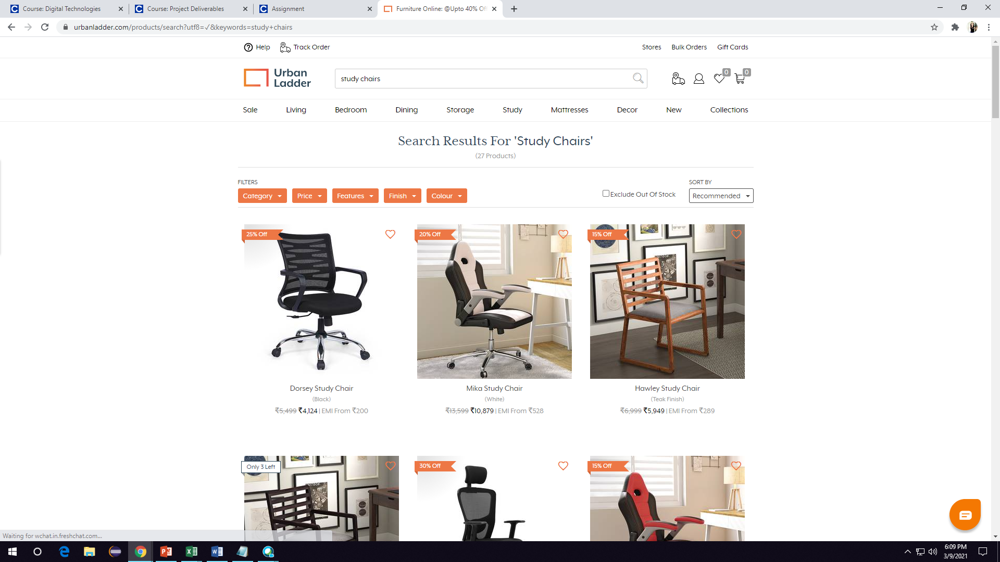 Course: Digital Technologies
Course: Project Deliverables
Assignment
Furniture Online: @Upto 40% Off
urbanladder.com/products/search?utf8=✓&keywords=study+chairs
Help
Track Order
Stores
Bulk Orders
Gift Cards
Urban
Ladder
study chairs
0
0
Sale
Living
Bedroom
Dining
Storage
Study
Mattresses
Decor
New
Collections
Search Results For 'Study Chairs'
(27 Products)
FILTERS
SORT BY
Category
Price
Features
Finish
Colour
Exclude Out Of Stock
Recommended
25% Off
20% Off
15% Off
Dorsey Study Chair
Mika Study Chair
Hawley Study Chair
(Black)
(White)
(Teak Finish)
₹5,499 ₹4,124 | EMI From ₹200
₹13,599 ₹10,879 | EMI From ₹528
₹6,999 ₹5,949 | EMI From ₹289
Only 3 Left
30% Off
15% Off
Waiting for wchat.in.freshchat.com...
6:09 PM
3/9/2021